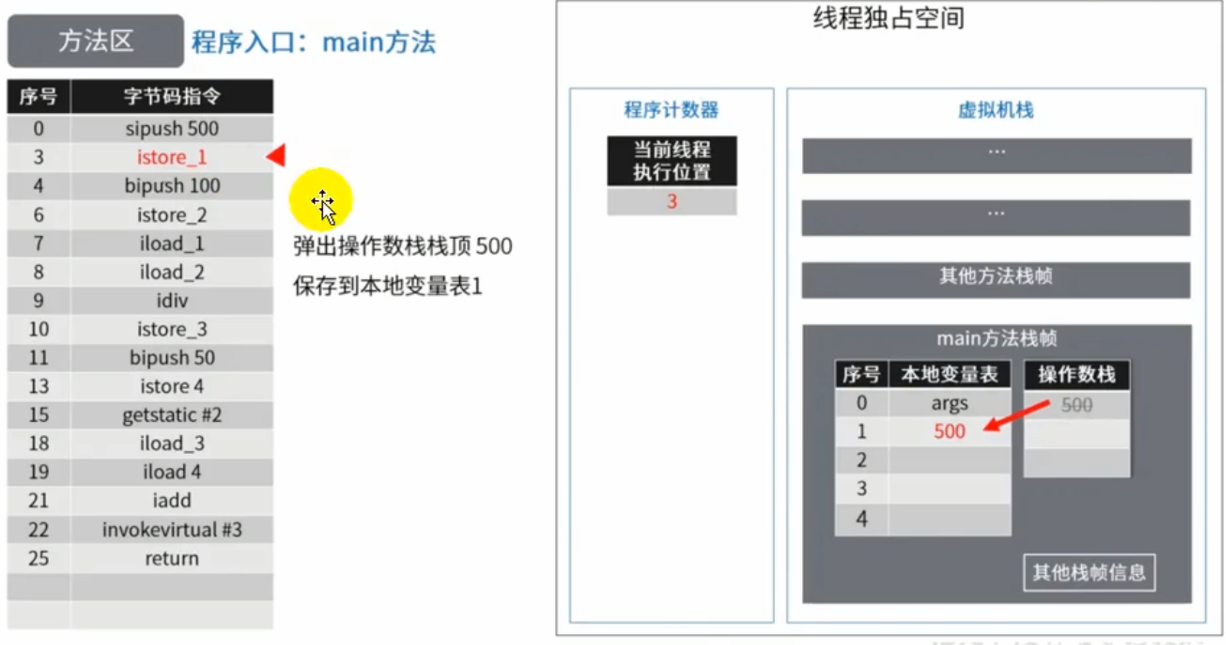 方法区 程序入口：main方法
序号 字节码指令
0 sipush 500
3 istore_1
4 bipush 100
6 istore_2
7 iload_1
8 iload_2
9 idiv
10 istore_3
11 bipush 50
13 istore 4
15 getstatic #2
18 iload_3
19 iload 4
21 iadd
22 invokevirtual #3
25 return
弹出操作数栈栈顶 500
保存到本地变量表1
线程独占空间
程序计数器
当前线程
执行位置
3
虚拟机栈
...
...
其他方法栈帧
main方法栈帧
序号 本地变量表
0 args
1 500
2
3
4
操作数栈
500
其他栈帧信息